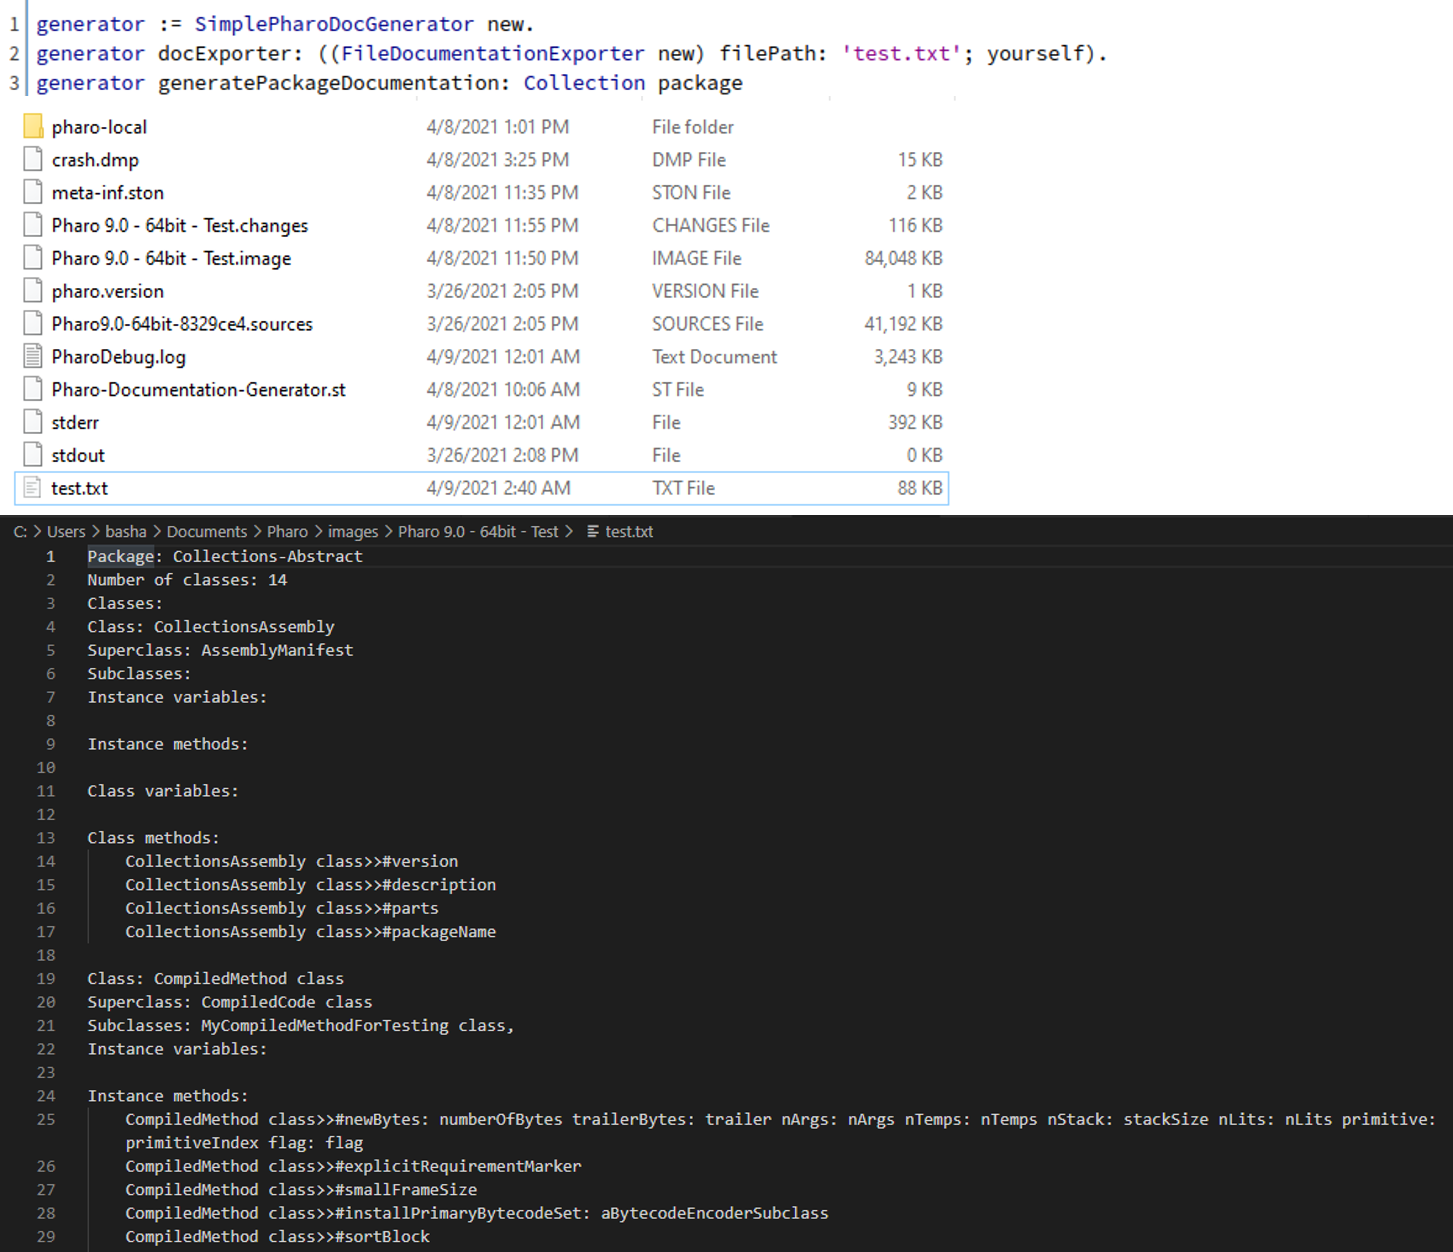 1 generator := SimplePharoDocGenerator new.
2 generator docExporter: ((FileDocumentationExporter new) filePath: 'test.txt'; yourself).
3 generator generatePackageDocumentation: Collection package
pharo-local 4/8/2021 1:01 PM File folder
crash.dmp 4/8/2021 3:25 PM DMP File 15 KB
meta-inf.ston 4/8/2021 11:35 PM STON File 2 KB
Pharo 9.0 - 64bit - Test.changes 4/8/2021 11:55 PM CHANGES File 116 KB
Pharo 9.0 - 64bit - Test.image 4/8/2021 11:50 PM IMAGE File 84,048 KB
pharo.version 3/26/2021 2:05 PM VERSION File 1 KB
Pharo9.0-64bit-8329ce4.sources 3/26/2021 2:05 PM SOURCES File 41,192 KB
PharoDebug.log 4/9/2021 12:01 AM Text Document 3,243 KB
Pharo-Documentation-Generator.st 4/8/2021 10:06 AM ST File 9 KB
stderr 4/9/2021 12:01 AM File 392 KB
stdout 3/26/2021 2:08 PM File 0 KB
test.txt 4/9/2021 2:40 AM TXT File 88 KB
C: > Users > basha > Documents > Pharo > images > Pharo 9.0 - 64bit - Test > test.txt
1 Package: Collections-Abstract
2 Number of classes: 14
3 Classes:
4 Class: CollectionsAssembly
5 Superclass: AssemblyManifest
6 Subclasses:
7 Instance variables:
8
9 Instance methods:
10
11 Class variables:
12
13 Class methods:
14 CollectionsAssembly class>>#version
15 CollectionsAssembly class>>#description
16 CollectionsAssembly class>>#parts
17 CollectionsAssembly class>>#packageName
18
19 Class: CompiledMethod class
20 Superclass: CompiledCode class
21 Subclasses: MyCompiledMethodForTesting class,
22 Instance variables:
23
24 Instance methods:
25 CompiledMethod class>>#newBytes: numberOfBytes trailerBytes: trailer nArgs: nArgs nTemps: nTemps nStack: stackSize nLits: nLits primitive:
primitiveIndex flag: flag
26 CompiledMethod class>>#explicitRequirementMarker
27 CompiledMethod class>>#smallFrameSize
28 CompiledMethod class>>#installPrimaryBytecodeSet: aBytecodeEncoderSubclass
29 CompiledMethod class>>#sortBlock